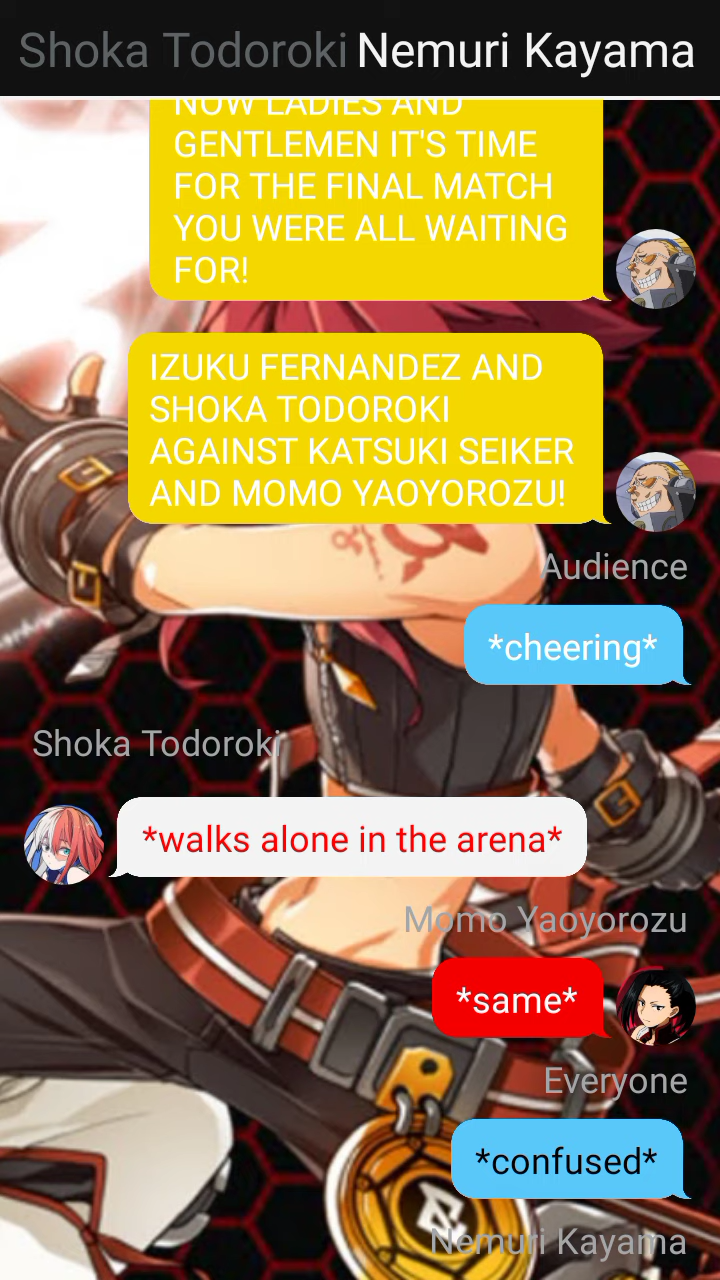 Shoka Todoroki Nemuri Kayama
NOW LADIES AND
GENTLEMEN IT'S TIME
FOR THE FINAL MATCH
YOU WERE ALL WAITING
FOR!
IZUKU FERNANDEZ AND
SHOKA TODOROKI
AGAINST KATSUKI SEIKER
AND MOMO YAOYOROZU!
Audience
*cheering*
Shoka Todoroki
*walks alone in the arena*
Momo Yaoyorozu
*same*
Everyone
*confused*
Nemuri Kayama